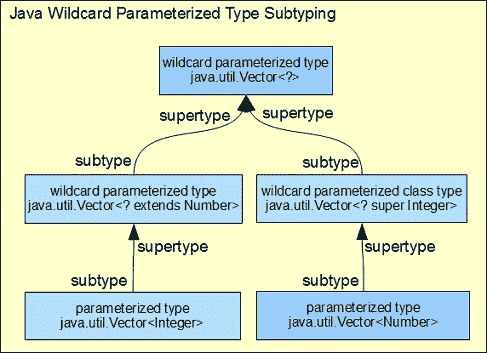 Java Wildcard Parameterized Type Subtyping
wildcard parameterized type
java.util.Vector<?>
supertype supertype
subtype subtype
wildcard parameterized type
java.util.Vector<? extends Number>
wildcard parameterized class type
java.util.Vector<? super Integer>
supertype supertype
subtype subtype
parameterized type
java.util.Vector<Integer>
parameterized type
java.util.Vector<Number>